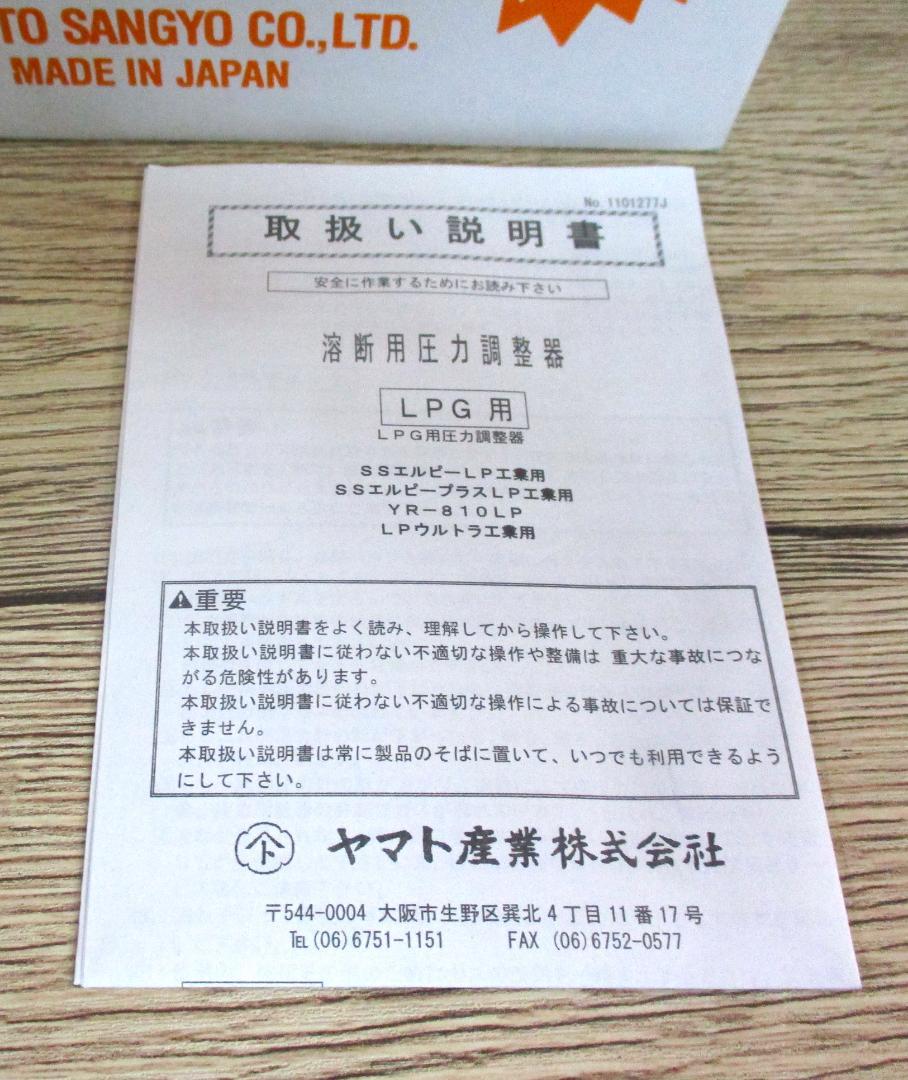 TO SANGYO CO.,LTD.
MADE IN JAPAN
No.1101277J
取扱い説明書
安全に作業するためにお読み下さい
溶断用圧力調整器
LPG用
LPG用圧力調整器
SSエルピーLP工業用
SSエルピープラスLP工業用
YR-810LP
LPウルトラ工業用
⚠重要
本取扱い説明書をよく読み、理解してから操作して下さい。
本取扱い説明書に従わない不適切な操作や整備は 重大な事故につな
がる危険性があります。
本取扱い説明書に従わない不適切な操作による事故については保証で
きません。
本取扱い説明書は常に製品のそばに置いて、いつでも利用できるよう
にして下さい。
ヤマト産業株式会社
〒544-0004 大阪市生野区巽北4丁目11番17号
℡(06)6751-1151 FAX (06)6752-0577